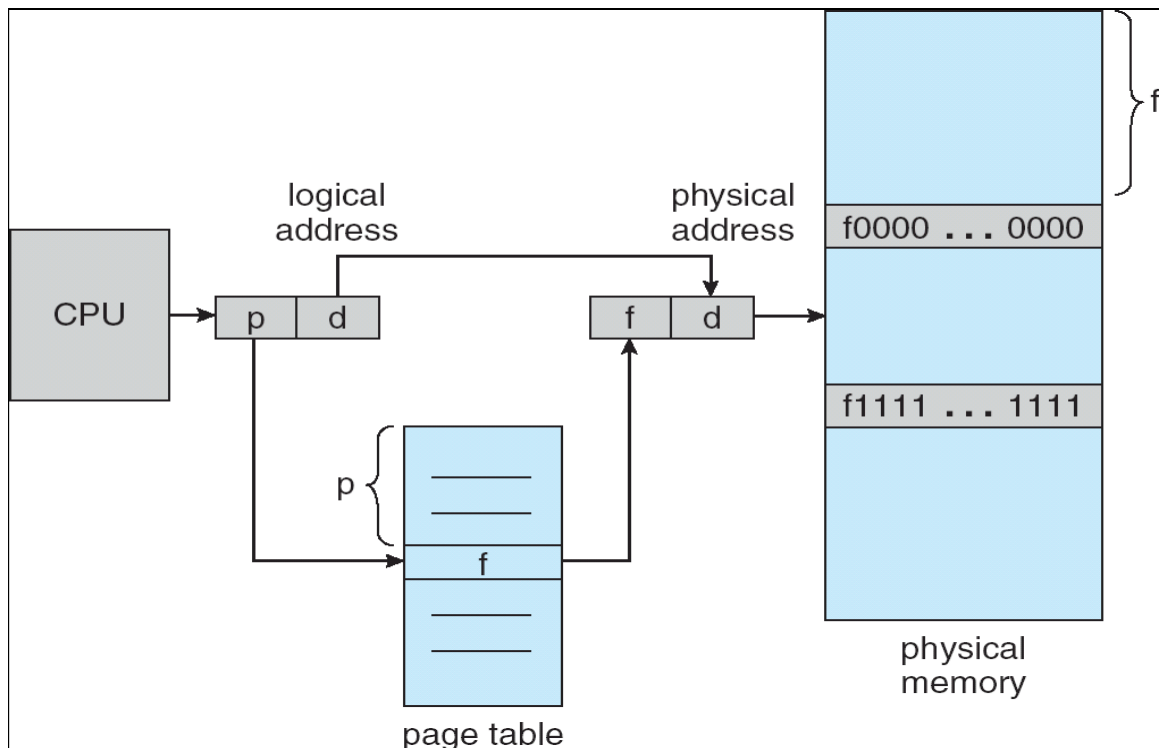 f
logical
address
physical
address
f0000 ... 0000
CPU
p
d
f
d
f1111 ... 1111
p
f
physical
memory
page table